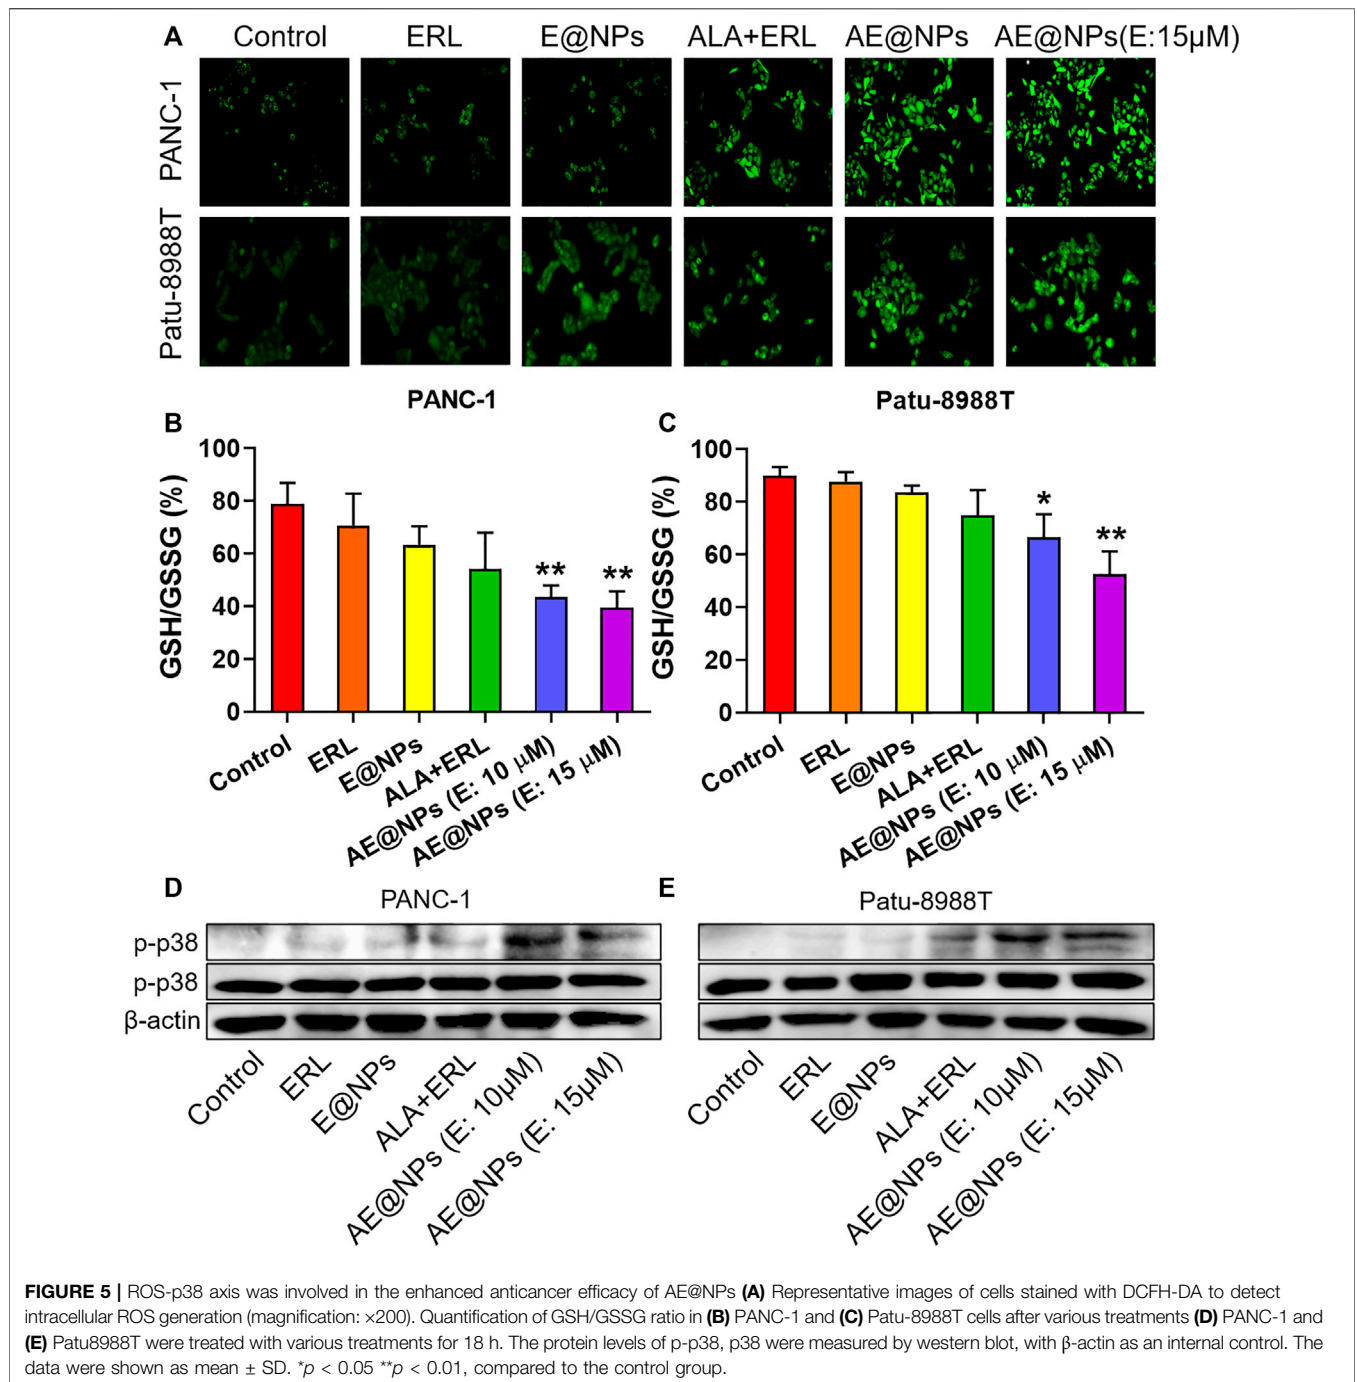 A
Control ERL E@NPs ALA+ERL AE@NPs AE@NPs(E:15μM)
PANC-1
Patu-8988T
B
PANC-1
GSH/GSSG (%)
100
80
60
40
20
0
** **
Control ERL E@NPs ALA+ERL AE@NPs (E: 10 μM) AE@NPs (E: 15 μM)
C
Patu-8988T
GSH/GSSG (%)
100
80
60
40
20
0
* **
Control ERL E@NPs ALA+ERL AE@NPs (E: 10 μM) AE@NPs (E: 15 μM)
D
PANC-1
p-p38
p-p38
β-actin
Control ERL E@NPs ALA+ERL AE@NPs (E: 10μM) AE@NPs (E: 15μM)
E
Patu-8988T
Control ERL E@NPs ALA+ERL AE@NPs (E: 10μM) AE@NPs (E: 15μM)
FIGURE 5 | ROS-p38 axis was involved in the enhanced anticancer efficacy of AE@NPs (A) Representative images of cells stained with DCFH-DA to detect
intracellular ROS generation (magnification: ×200). Quantification of GSH/GSSG ratio in (B) PANC-1 and (C) Patu-8988T cells after various treatments (D) PANC-1 and
(E) Patu8988T were treated with various treatments for 18 h. The protein levels of p-p38, p38 were measured by western blot, with β-actin as an internal control. The
data were shown as mean ± SD. *p < 0.05 **p < 0.01, compared to the control group.